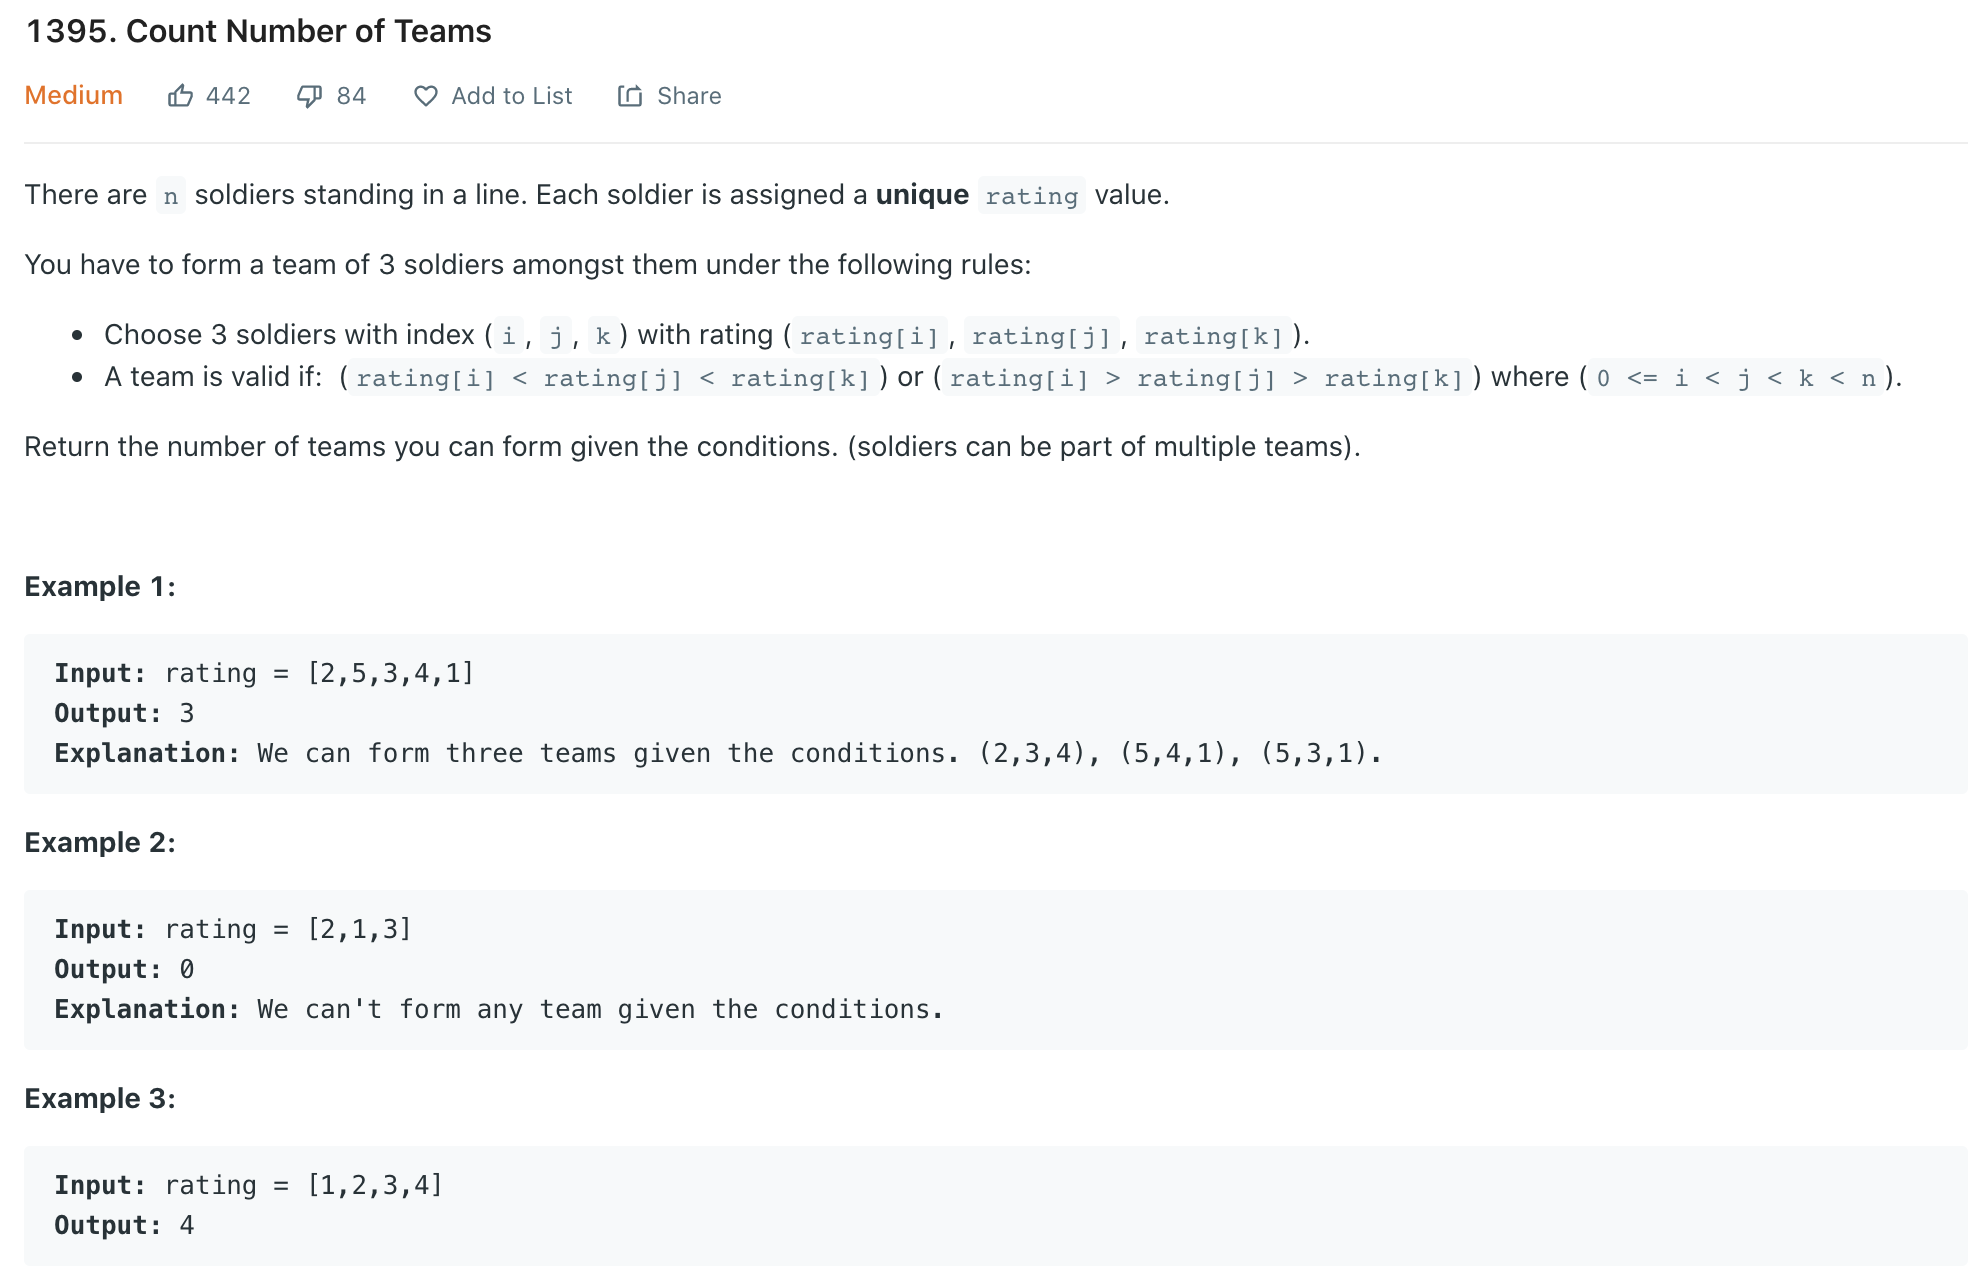 1395. Count Number of Teams
Medium 442 84 Add to List Share
There are n soldiers standing in a line. Each soldier is assigned a unique rating value.
You have to form a team of 3 soldiers amongst them under the following rules:
• Choose 3 soldiers with index (i, j, k) with rating (rating[i], rating[j], rating[k]).
• A team is valid if: (rating[i] < rating[j] < rating[k]) or (rating[i] > rating[j] > rating[k]) where (0 <= i < j < k < n).
Return the number of teams you can form given the conditions. (soldiers can be part of multiple teams).
Example 1:
Input: rating = [2,5,3,4,1]
Output: 3
Explanation: We can form three teams given the conditions. (2,3,4), (5,4,1), (5,3,1).
Example 2:
Input: rating = [2,1,3]
Output: 0
Explanation: We can't form any team given the conditions.
Example 3:
Input: rating = [1,2,3,4]
Output: 4